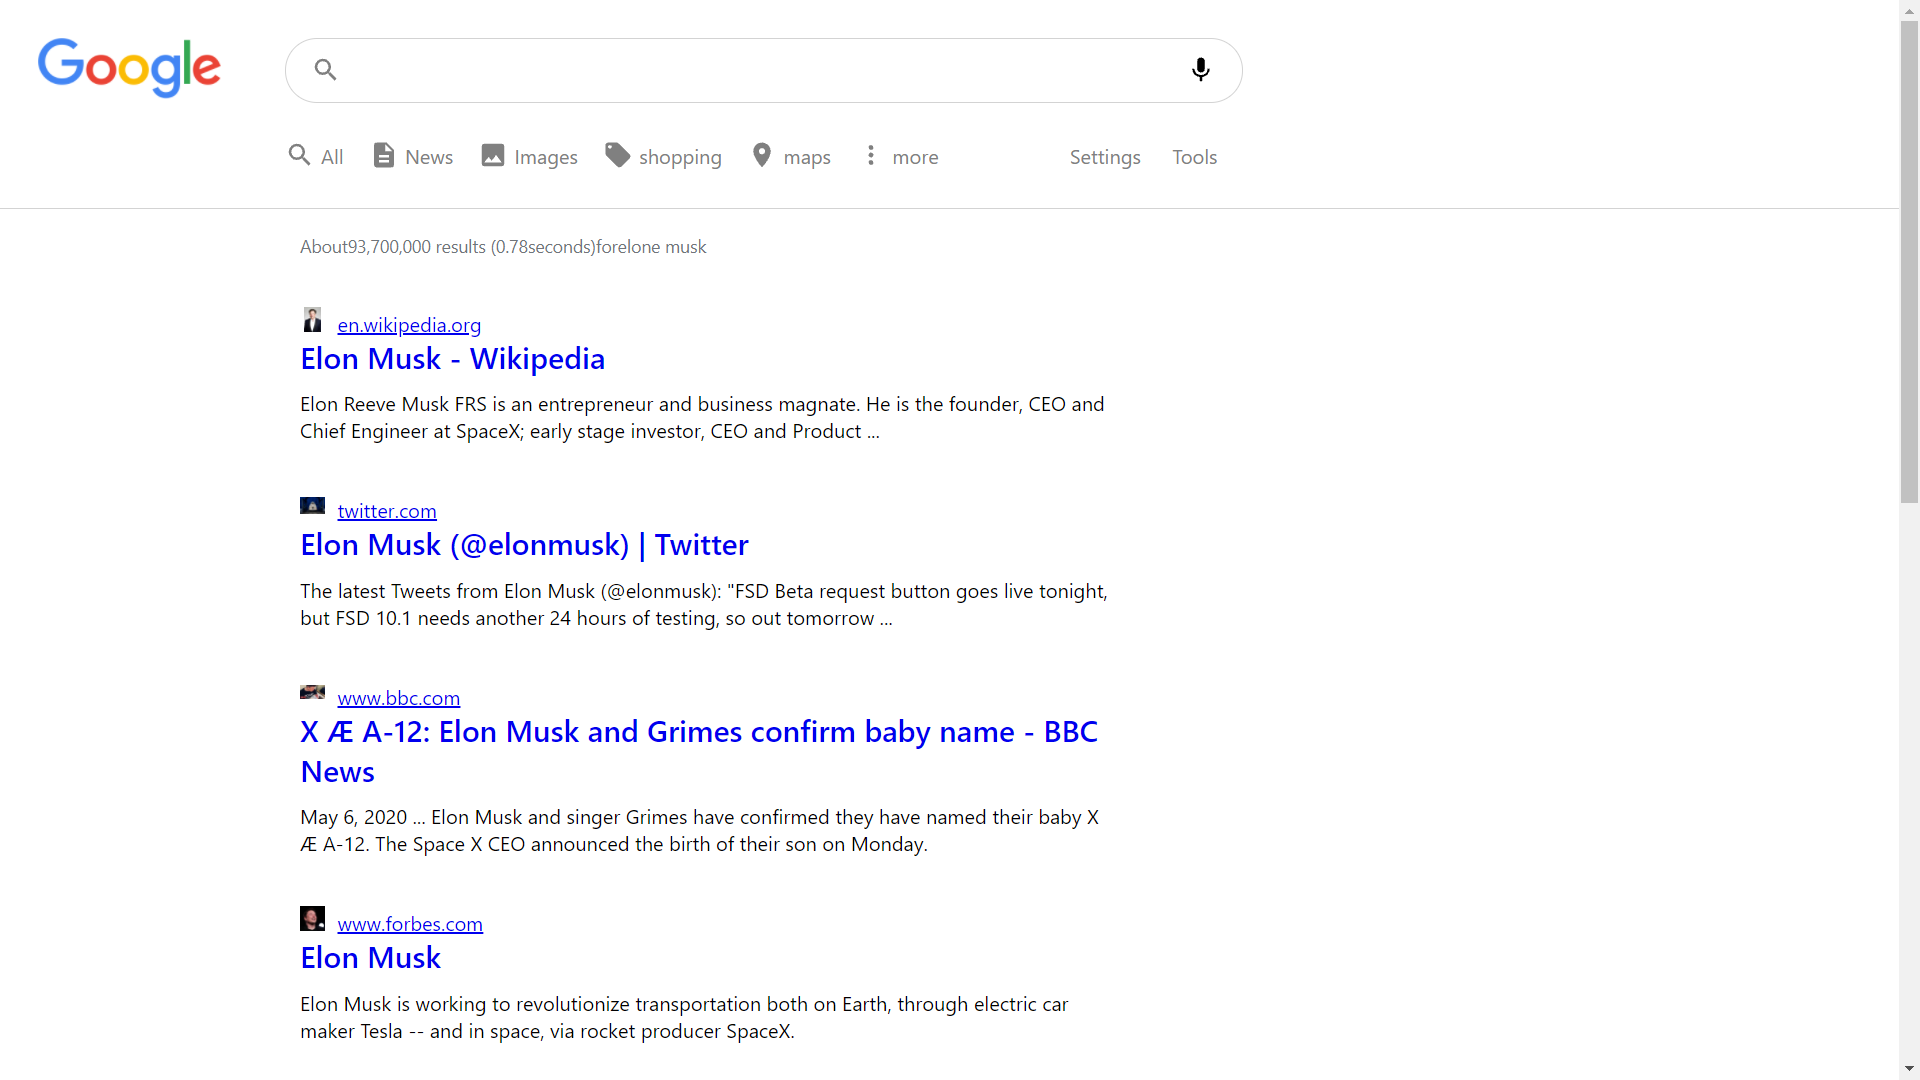 Google
All News Images shopping maps more Settings Tools
About93,700,000 results (0.78seconds)forelone musk
en.wikipedia.org
Elon Musk - Wikipedia
Elon Reeve Musk FRS is an entrepreneur and business magnate. He is the founder, CEO and
Chief Engineer at SpaceX; early stage investor, CEO and Product ...
twitter.com
Elon Musk (@elonmusk) | Twitter
The latest Tweets from Elon Musk (@elonmusk): "FSD Beta request button goes live tonight,
but FSD 10.1 needs another 24 hours of testing, so out tomorrow ...
www.bbc.com
X Æ A-12: Elon Musk and Grimes confirm baby name - BBC
News
May 6, 2020 ... Elon Musk and singer Grimes have confirmed they have named their baby X
Æ A-12. The Space X CEO announced the birth of their son on Monday.
www.forbes.com
Elon Musk
Elon Musk is working to revolutionize transportation both on Earth, through electric car
maker Tesla -- and in space, via rocket producer SpaceX.